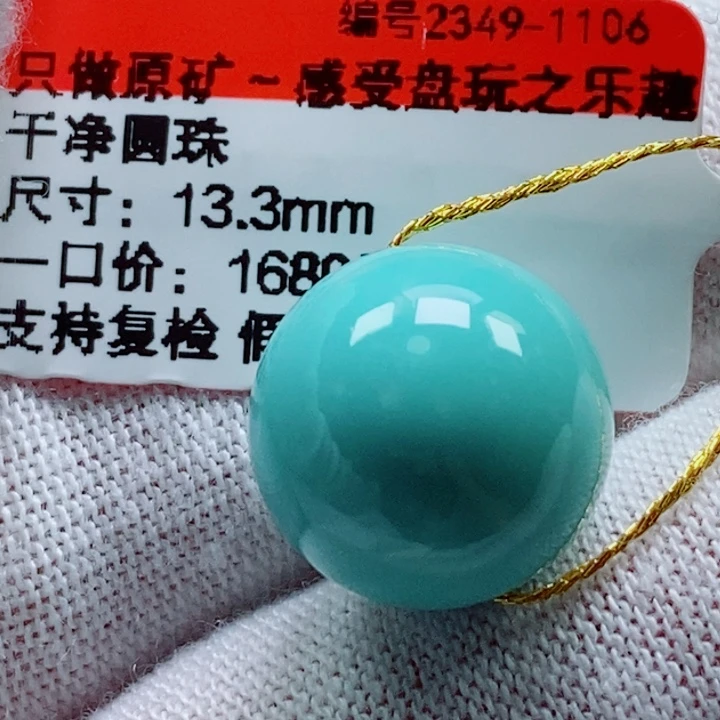 编号2349-1106
只做原矿~感受盘玩之乐趣
干净圆珠
尺寸：13.3mm
一口价：168
支持复检